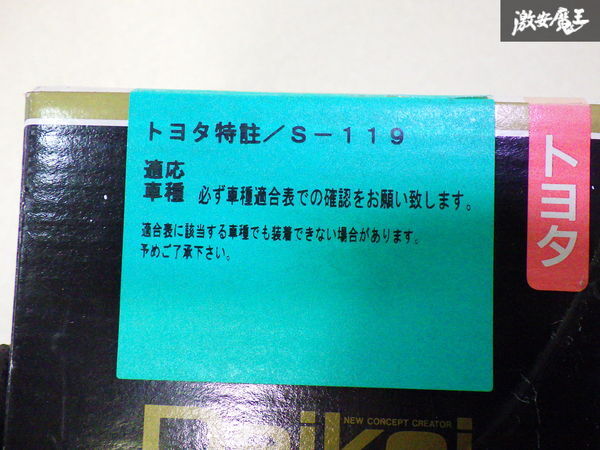 激安魔王
トヨタ特註/S-119
適応
車種 必ず車種適合表での確認をお願い致します。
適合表に該当する車種でも装着できない場合があります。
予めご了承下さい。
トヨタ
NEW CONCEPT CREATOR
Daikei